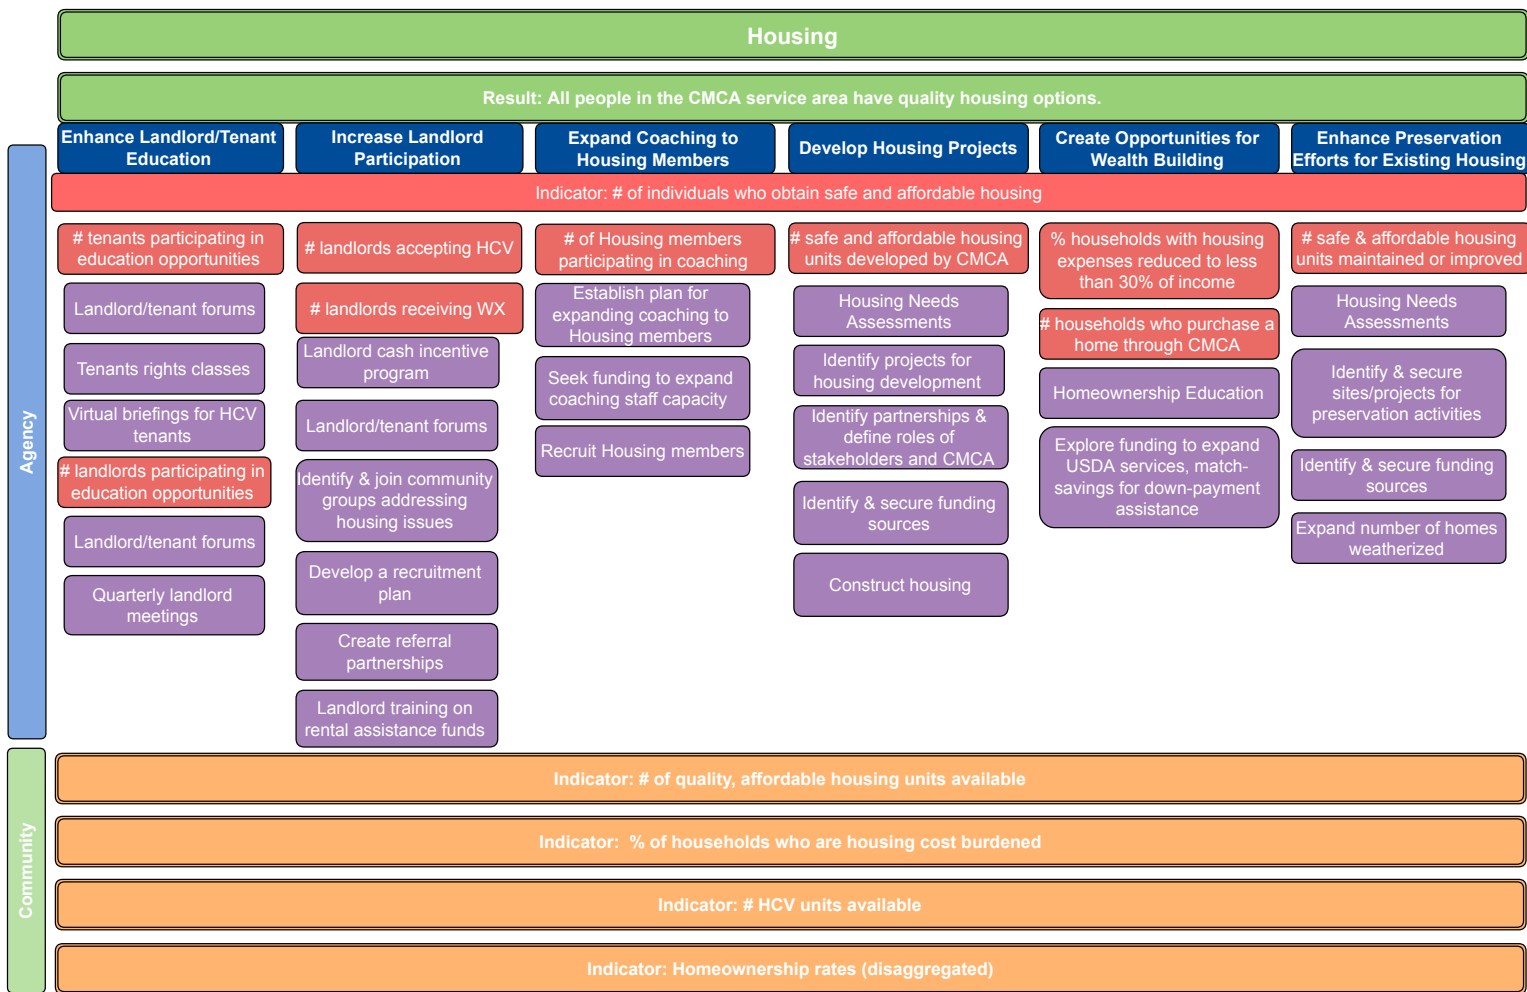 Housing
Result: All people in the CMCA service area have quality housing options.
Agency
Enhance Landlord/Tenant
Education
Increase Landlord
Participation
Expand Coaching to
Housing Members
Develop Housing Projects
Create Opportunities for
Wealth Building
Enhance Preservation
Efforts for Existing Housing
Indicator: # of individuals who obtain safe and affordable housing
# tenants participating in
education opportunities
Landlord/tenant forums
Tenants rights classes
Virtual briefings for HCV
tenants
# landlords participating in
education opportunities
Landlord/tenant forums
Quarterly landlord
meetings
# landlords accepting HCV
# landlords receiving WX
Landlord cash incentive
program
Landlord/tenant forums
Identify & join community
groups addressing
housing issues
Develop a recruitment
plan
Create referral
partnerships
Landlord training on
rental assistance funds
# of Housing members
participating in coaching
Establish plan for
expanding coaching to
Housing members
Seek funding to expand
coaching staff capacity
Recruit Housing members
# safe and affordable housing
units developed by CMCA
Housing Needs
Assessments
Identify projects for
housing development
Identify partnerships &
define roles of
stakeholders and CMCA
Identify & secure funding
sources
Construct housing
% households with housing
expenses reduced to less
than 30% of income
# households who purchase a
home through CMCA
Homeownership Education
Explore funding to expand
USDA services, match-
savings for down-payment
assistance
# safe & affordable housing
units maintained or improved
Housing Needs
Assessments
Identify & secure
sites/projects for
preservation activities
Identify & secure funding
sources
Expand number of homes
weatherized
Community
Indicator: # of quality, affordable housing units available
Indicator:  % of households who are housing cost burdened
Indicator: # HCV units available
Indicator: Homeownership rates (disaggregated)